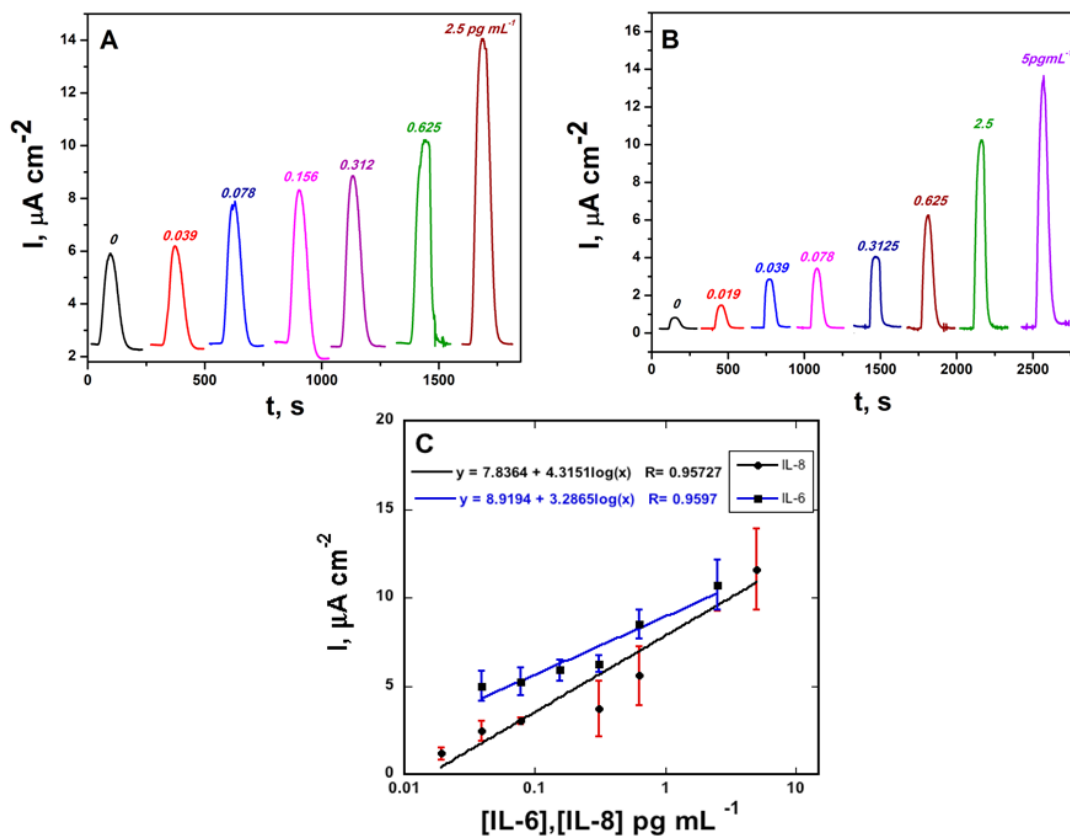 A
2.5 pg mL-1
0.625
0.312
0.156
0.078
0.039
0
14
12
10
8
6
4
2
I, µA cm-2
0 500 1000 1500
t, s
B
5pgmL-1
2.5
0.625
0.3125
0.078
0.039
0.019
0
16
14
12
10
8
6
4
2
0
I, µA cm-2
0 500 1000 1500 2000 2500
t, s
C
y = 7.8364 + 4.3151log(x) R= 0.95727
y = 8.9194 + 3.2865log(x) R= 0.9597
IL-8
IL-6
20
15
10
5
0
I, µA cm-2
0.01 0.1 1 10
[IL-6],[IL-8] pg mL -1